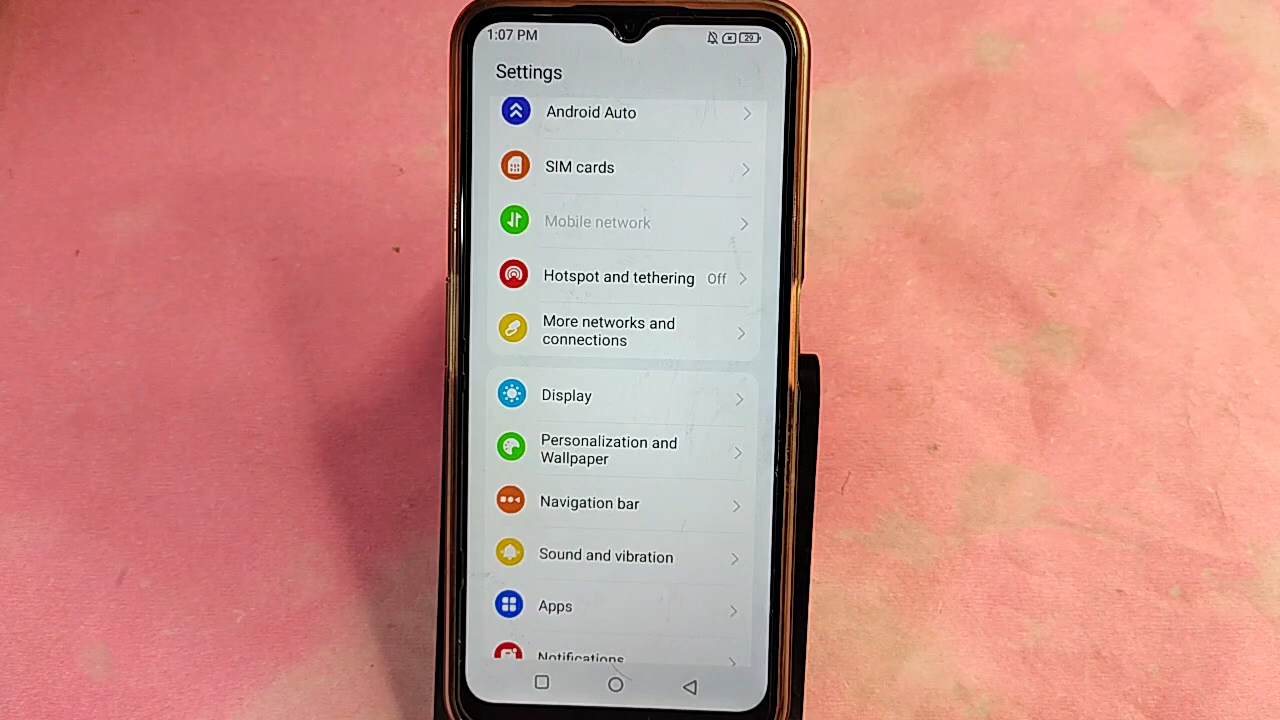 1:07 PM
29
Settings
Android Auto
SIM cards
Mobile network
Hotspot and tethering Off
More networks and
connections
Display
Personalization and
Wallpaper
Navigation bar
Sound and vibration
Apps
Notifications